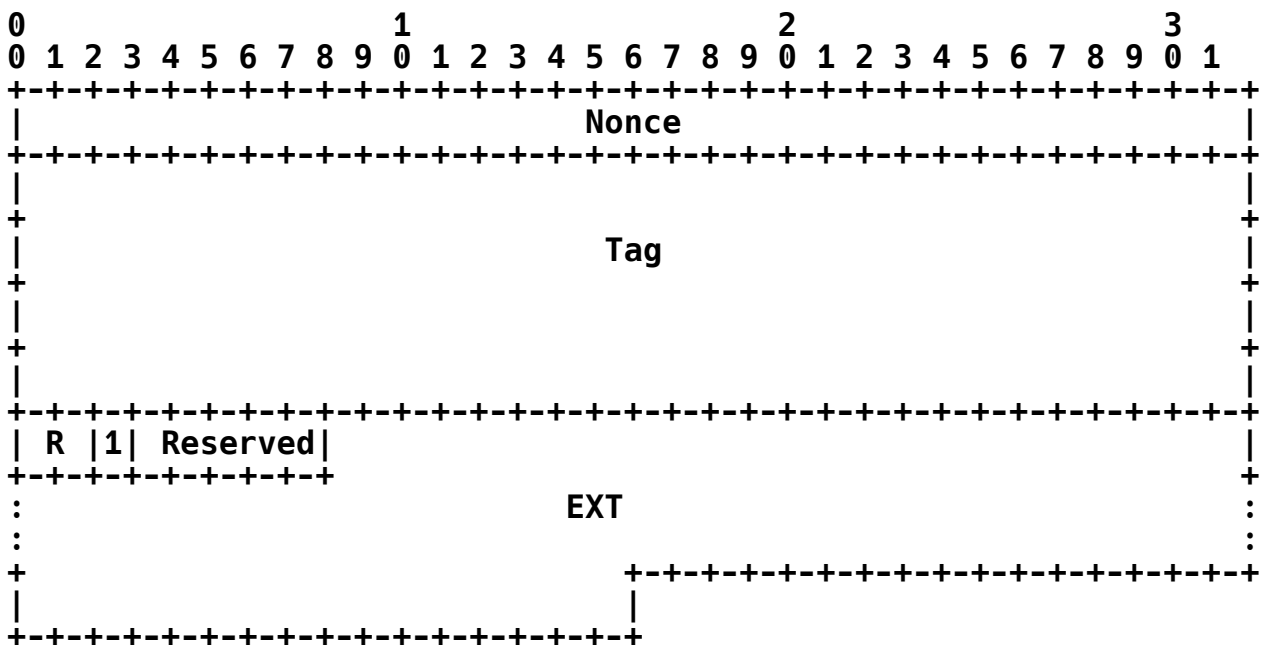 0                   1                   2                   3
0 1 2 3 4 5 6 7 8 9 0 1 2 3 4 5 6 7 8 9 0 1 2 3 4 5 6 7 8 9 0 1
+-+-+-+-+-+-+-+-+-+-+-+-+-+-+-+-+-+-+-+-+-+-+-+-+-+-+-+-+-+-+-+-+
|                             Nonce                             |
+-+-+-+-+-+-+-+-+-+-+-+-+-+-+-+-+-+-+-+-+-+-+-+-+-+-+-+-+-+-+-+-+
|                                                               |
+                                                               +
|                              Tag                              |
+                                                               +
|                                                               |
+                                                               +
|                                                               |
+-+-+-+-+-+-+-+-+-+-+-+-+-+-+-+-+-+-+-+-+-+-+-+-+-+-+-+-+-+-+-+-+
| R |1| Reserved|                                               |
+-+-+-+-+-+-+-+-+                                               +
:                            EXT                                :
:                                                               :
+                               +-+-+-+-+-+-+-+-+-+-+-+-+-+-+-+-+
|                               |
+-+-+-+-+-+-+-+-+-+-+-+-+-+-+-+-+